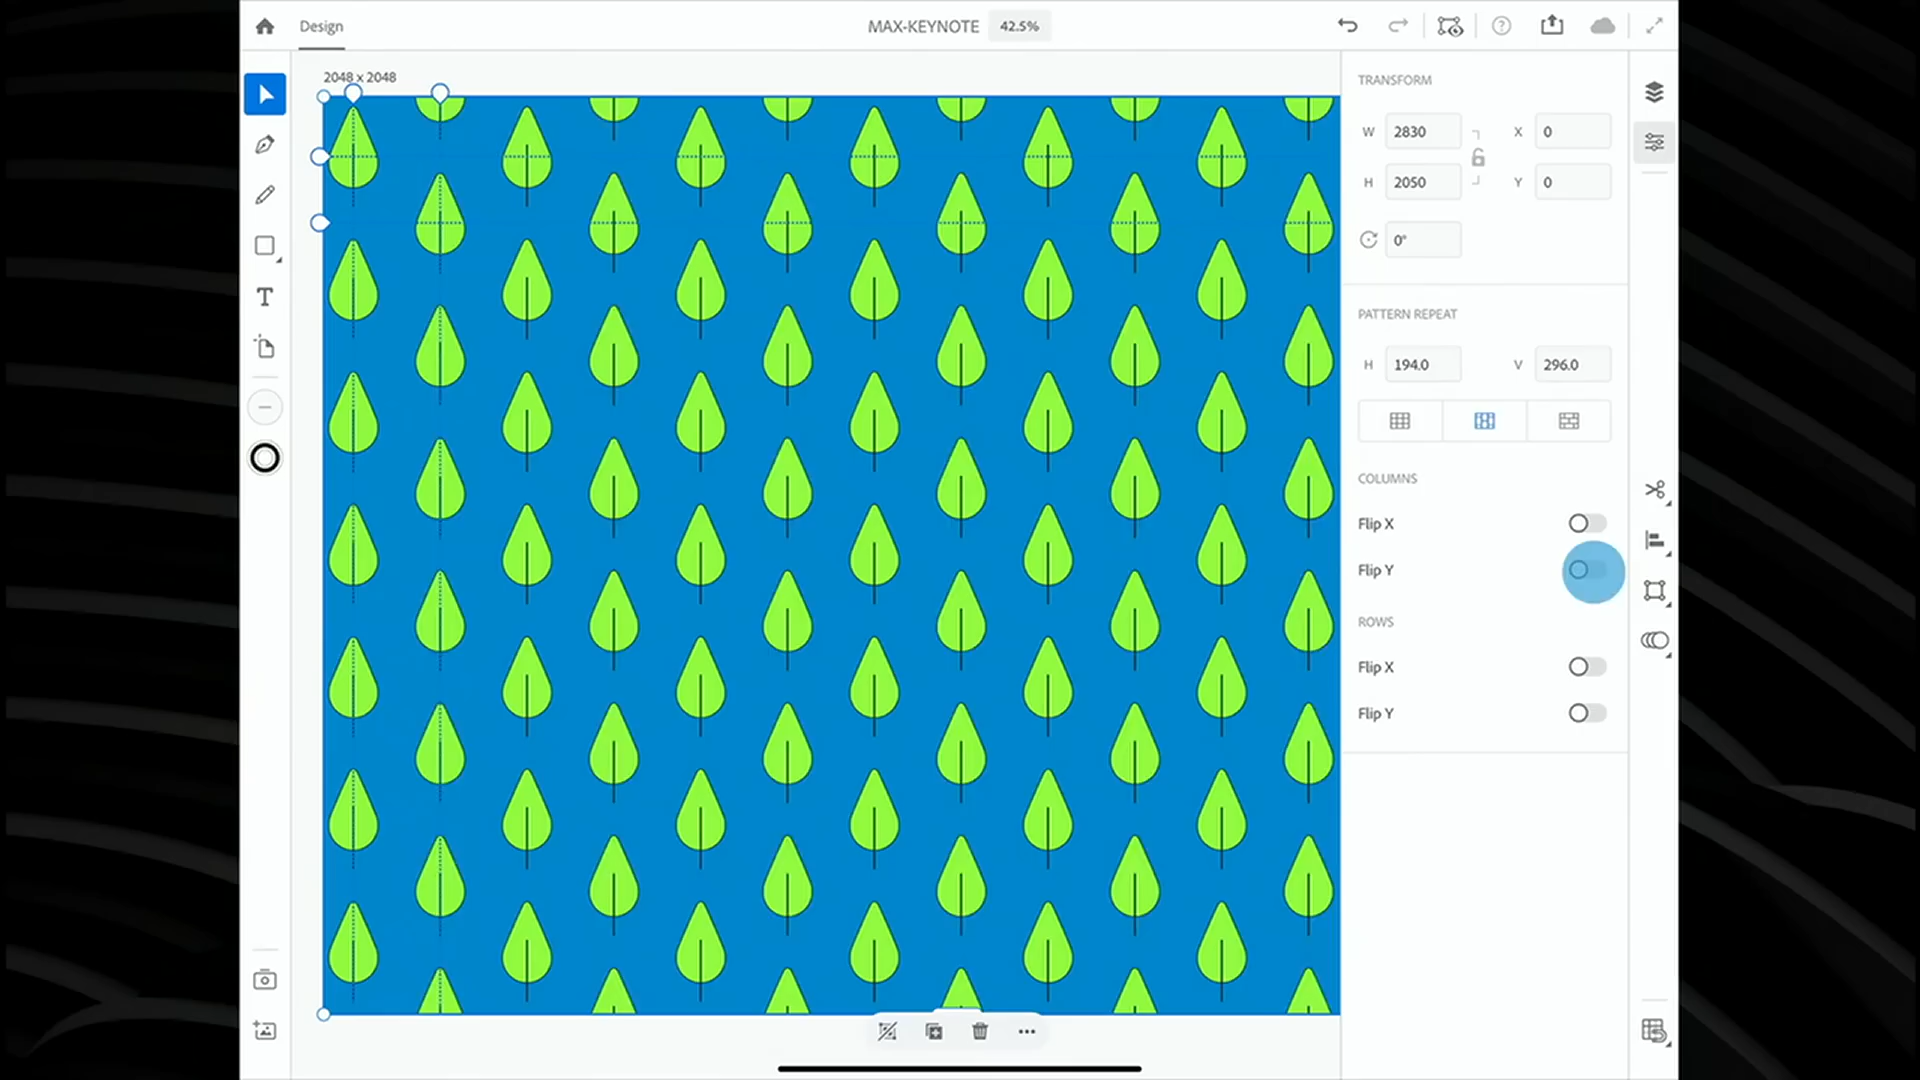 Design
MAX-KEYNOTE 42.5%
2048 x 2048
TRANSFORM
W 2830 X 0
H 2050 Y 0
0°
PATTERN REPEAT
H 194.0 V 296.0
COLUMNS
Flip X
Flip Y
ROWS
Flip X
Flip Y